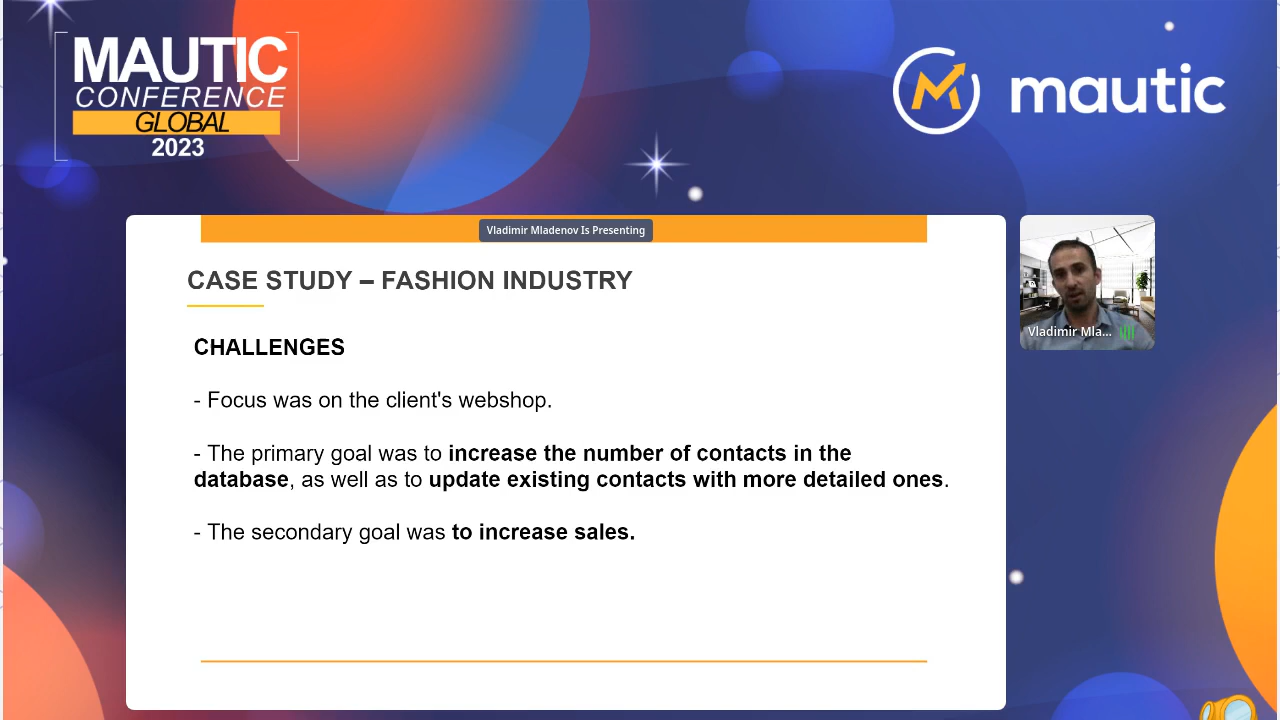 MAUTIC
CONFERENCE
GLOBAL
2023
mautic
Vladimir Mladenov Is Presenting
CASE STUDY – FASHION INDUSTRY
CHALLENGES
- Focus was on the client's webshop.
- The primary goal was to increase the number of contacts in the
database, as well as to update existing contacts with more detailed ones.
- The secondary goal was to increase sales.
Vladimir Mla...